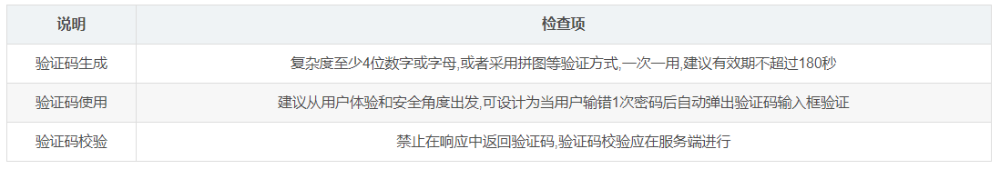 说明 检查项
验证码生成 复杂度至少4位数字或字母,或者采用拼图等验证方式,一次一用,建议有效期不超过180秒
验证码使用 建议从用户体验和安全角度出发,可设计为当用户输错1次密码后自动弹出验证码输入框验证
验证码校验 禁止在响应中返回验证码,验证码校验应在服务端进行